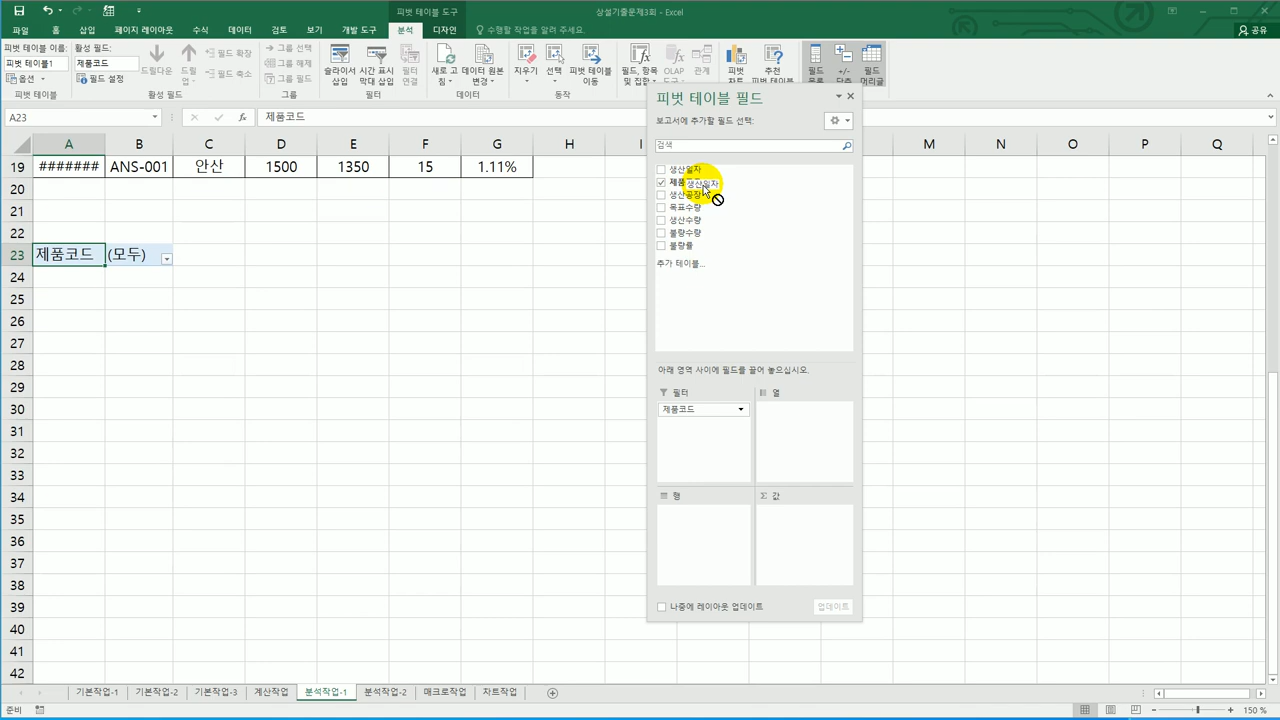 피벗 테이블 도구
상설기출문제3회 - Excel
파일 홈 삽입 페이지 레이아웃 수식 데이터 검토 보기 개발 도구 분석 디자인 수행할 작업을 알려 주세요. 공유
피벗 테이블 이름: 활성 필드:
피벗 테이블1 제품코드
옵션 필드 설정
드릴다운 드릴업
필드 확장
필드 축소
그룹 선택
그룹 해제
그룹 필드
슬라이서 삽입 시간 표시 막대 삽입 필터 연결
새로 고침 데이터 원본 변경
지우기 선택 피벗 테이블 이동
필드, 항목 및 집합 OLAP 도구 관계
피벗 차트 추천 피벗 테이블
필드 목록 +/- 단추 필드 머리글
피벗 테이블 활성 필드 그룹 필터 데이터 동작
A23 fx 제품코드
A B C D E F G H I M N O P Q
19 ####### ANS-001 안산 1500 1350 15 1.11%
20
21
22
23 제품코드 (모두)
24
25
26
27
28
29
30
31
32
33
34
35
36
37
38
39
40
41
42
피벗 테이블 필드
보고서에 추가할 필드 선택:
검색
생산일자
제품
생산일자
생산공장
목표수량
생산수량
불량수량
불량률
추가 테이블...
아래 영역 사이에 필드를 끌어 놓으십시오.
필터 열
제품코드
행 Σ 값
나중에 레이아웃 업데이트 업데이트
기본작업-1 기본작업-2 기본작업-3 계산작업 분석작업-1 분석작업-2 매크로작업 차트작업
준비 150 %